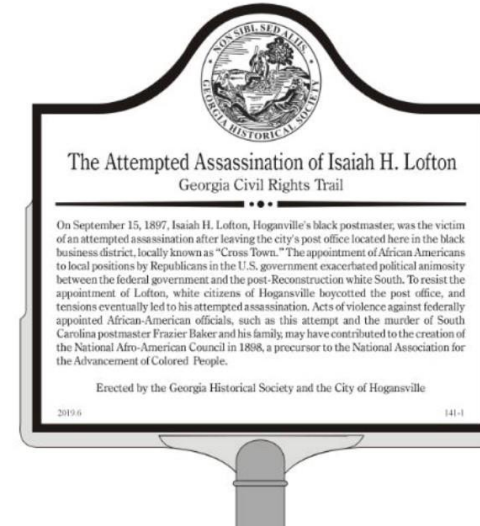 NON SIBI, SED ALIIS.
GEORGIA HISTORICAL SOCIETY
The Attempted Assassination of Isaiah H. Lofton
Georgia Civil Rights Trail
On September 15, 1897, Isaiah H. Lofton, Hoganville's black postmaster, was the victim
of an attempted assassination after leaving the city's post office located here in the black
business district, locally known as “Cross Town.” The appointment of African Americans
to local positions by Republicans in the U.S. government exacerbated political animosity
between the federal government and the post-Reconstruction white South. To resist the
appointment of Lofton, white citizens of Hogansville boycotted the post office, and
tensions eventually led to his attempted assassination. Acts of violence against federally
appointed African-American officials, such as this attempt and the murder of South
Carolina postmaster Frazier Baker and his family, may have contributed to the creation of
the National Afro-American Council in 1898, a precursor to the National Association for
the Advancement of Colored People.
Erected by the Georgia Historical Society and the City of Hogansville
2019.6
141-1